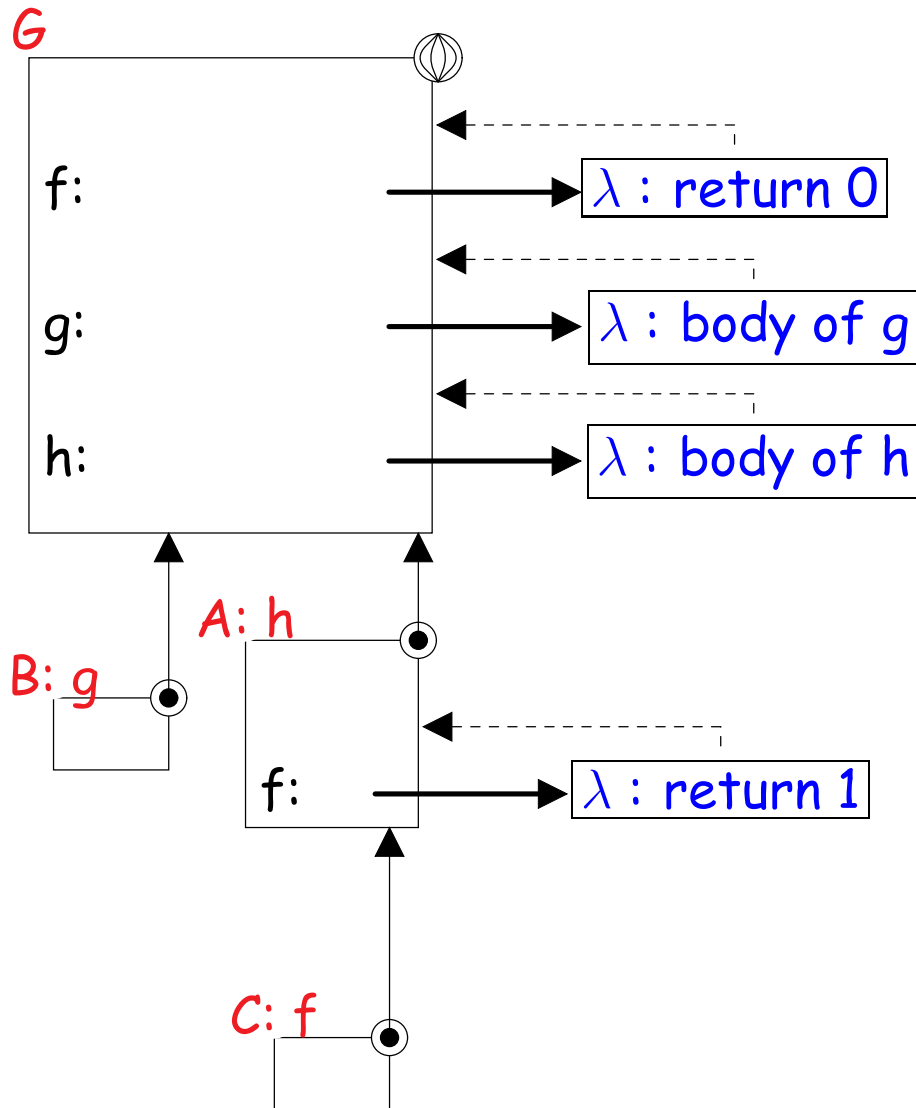 G
f:
λ : return 0
g:
λ : body of g
h:
λ : body of h
A: h
B: g
f:
λ : return 1
C: f